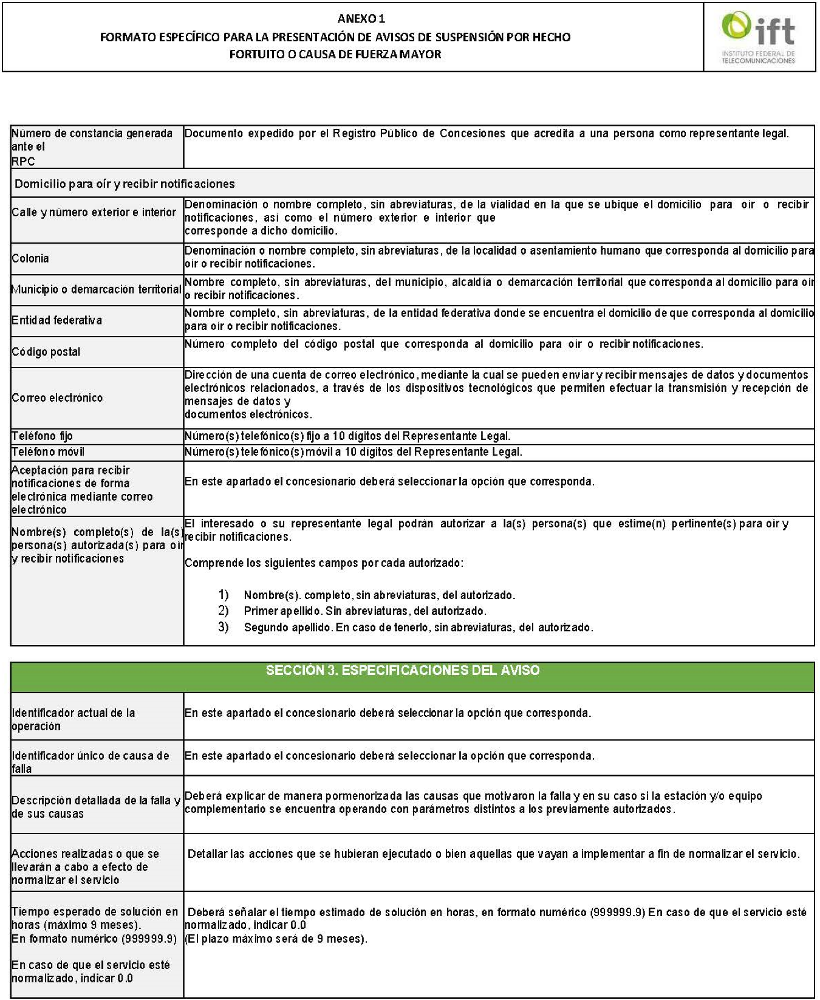 ANEXO 1
FORMATO ESPECÍFICO PARA LA PRESENTACIÓN DE AVISOS DE SUSPENSIÓN POR HECHO
FORTUITO O CAUSA DE FUERZA MAYOR
ift
INSTITUTO FEDERAL DE
TELECOMUNICACIONES
Número de constancia generada
ante el
RPC
Documento expedido por el Registro Público de Concesiones que acredita a una persona como representante legal.
Domicilio para oír y recibir notificaciones
Calle y número exterior e interior
Denominación o nombre completo, sin abreviaturas, de la vialidad en la que se ubique el domicilio para oír o recibir
notificaciones, así como el número exterior e interior que
corresponde a dicho domicilio.
Colonia
Denominación o nombre completo, sin abreviaturas, de la localidad o asentamiento humano que corresponda al domicilio para
oír o recibir notificaciones.
Municipio o demarcación territorial
Nombre completo, sin abreviaturas, del municipio, alcaldía o demarcación territorial que corresponda al domicilio para oír
o recibir notificaciones.
Entidad federativa
Nombre completo, sin abreviaturas, de la entidad federativa donde se encuentra el domicilio de que corresponda al domicilio
para oír o recibir notificaciones.
Código postal
Número completo del código postal que corresponda al domicilio para oír o recibir notificaciones.
Correo electrónico
Dirección de una cuenta de correo electrónico, mediante la cual se pueden enviar y recibir mensajes de datos y documentos
electrónicos relacionados, a través de los dispositivos tecnológicos que permiten efectuar la transmisión y recepción de
mensajes de datos y
documentos electrónicos.
Teléfono fijo
Número(s) telefónico(s) fijo a 10 dígitos del Representante Legal.
Teléfono móvil
Número(s) telefónico(s) móvil a 10 dígitos del Representante Legal.
Aceptación para recibir
notificaciones de forma
electrónica mediante correo
electrónico
En este apartado el concesionario deberá seleccionar la opción que corresponda.
Nombre(s) completo(s) de la(s)
persona(s) autorizada(s) para oír
y recibir notificaciones
El interesado o su representante legal podrán autorizar a la(s) persona(s) que estime(n) pertinente(s) para oír y
recibir notificaciones.
Comprende los siguientes campos por cada autorizado:
1) Nombre(s). completo, sin abreviaturas, del autorizado.
2) Primer apellido. Sin abreviaturas, del autorizado.
3) Segundo apellido. En caso de tenerlo, sin abreviaturas, del autorizado.
SECCIÓN 3. ESPECIFICACIONES DEL AVISO
Identificador actual de la
operación
En este apartado el concesionario deberá seleccionar la opción que corresponda.
Identificador único de causa de
falla
En este apartado el concesionario deberá seleccionar la opción que corresponda.
Descripción detallada de la falla y
de sus causas
Deberá explicar de manera pormenorizada las causas que motivaron la falla y en su caso si la estación y/o equipo
complementario se encuentra operando con parámetros distintos a los previamente autorizados.
Acciones realizadas o que se
llevarán a cabo a efecto de
normalizar el servicio
Detallar las acciones que se hubieran ejecutado o bien aquellas que vayan a implementar a fin de normalizar el servicio.
Tiempo esperado de solución en
horas (máximo 9 meses).
En formato numérico (999999.9)
En caso de que el servicio esté
normalizado, indicar 0.0
Deberá señalar el tiempo estimado de solución en horas, en formato numérico (999999.9) En caso de que el servicio esté
normalizado, indicar 0.0
(El plazo máximo será de 9 meses).